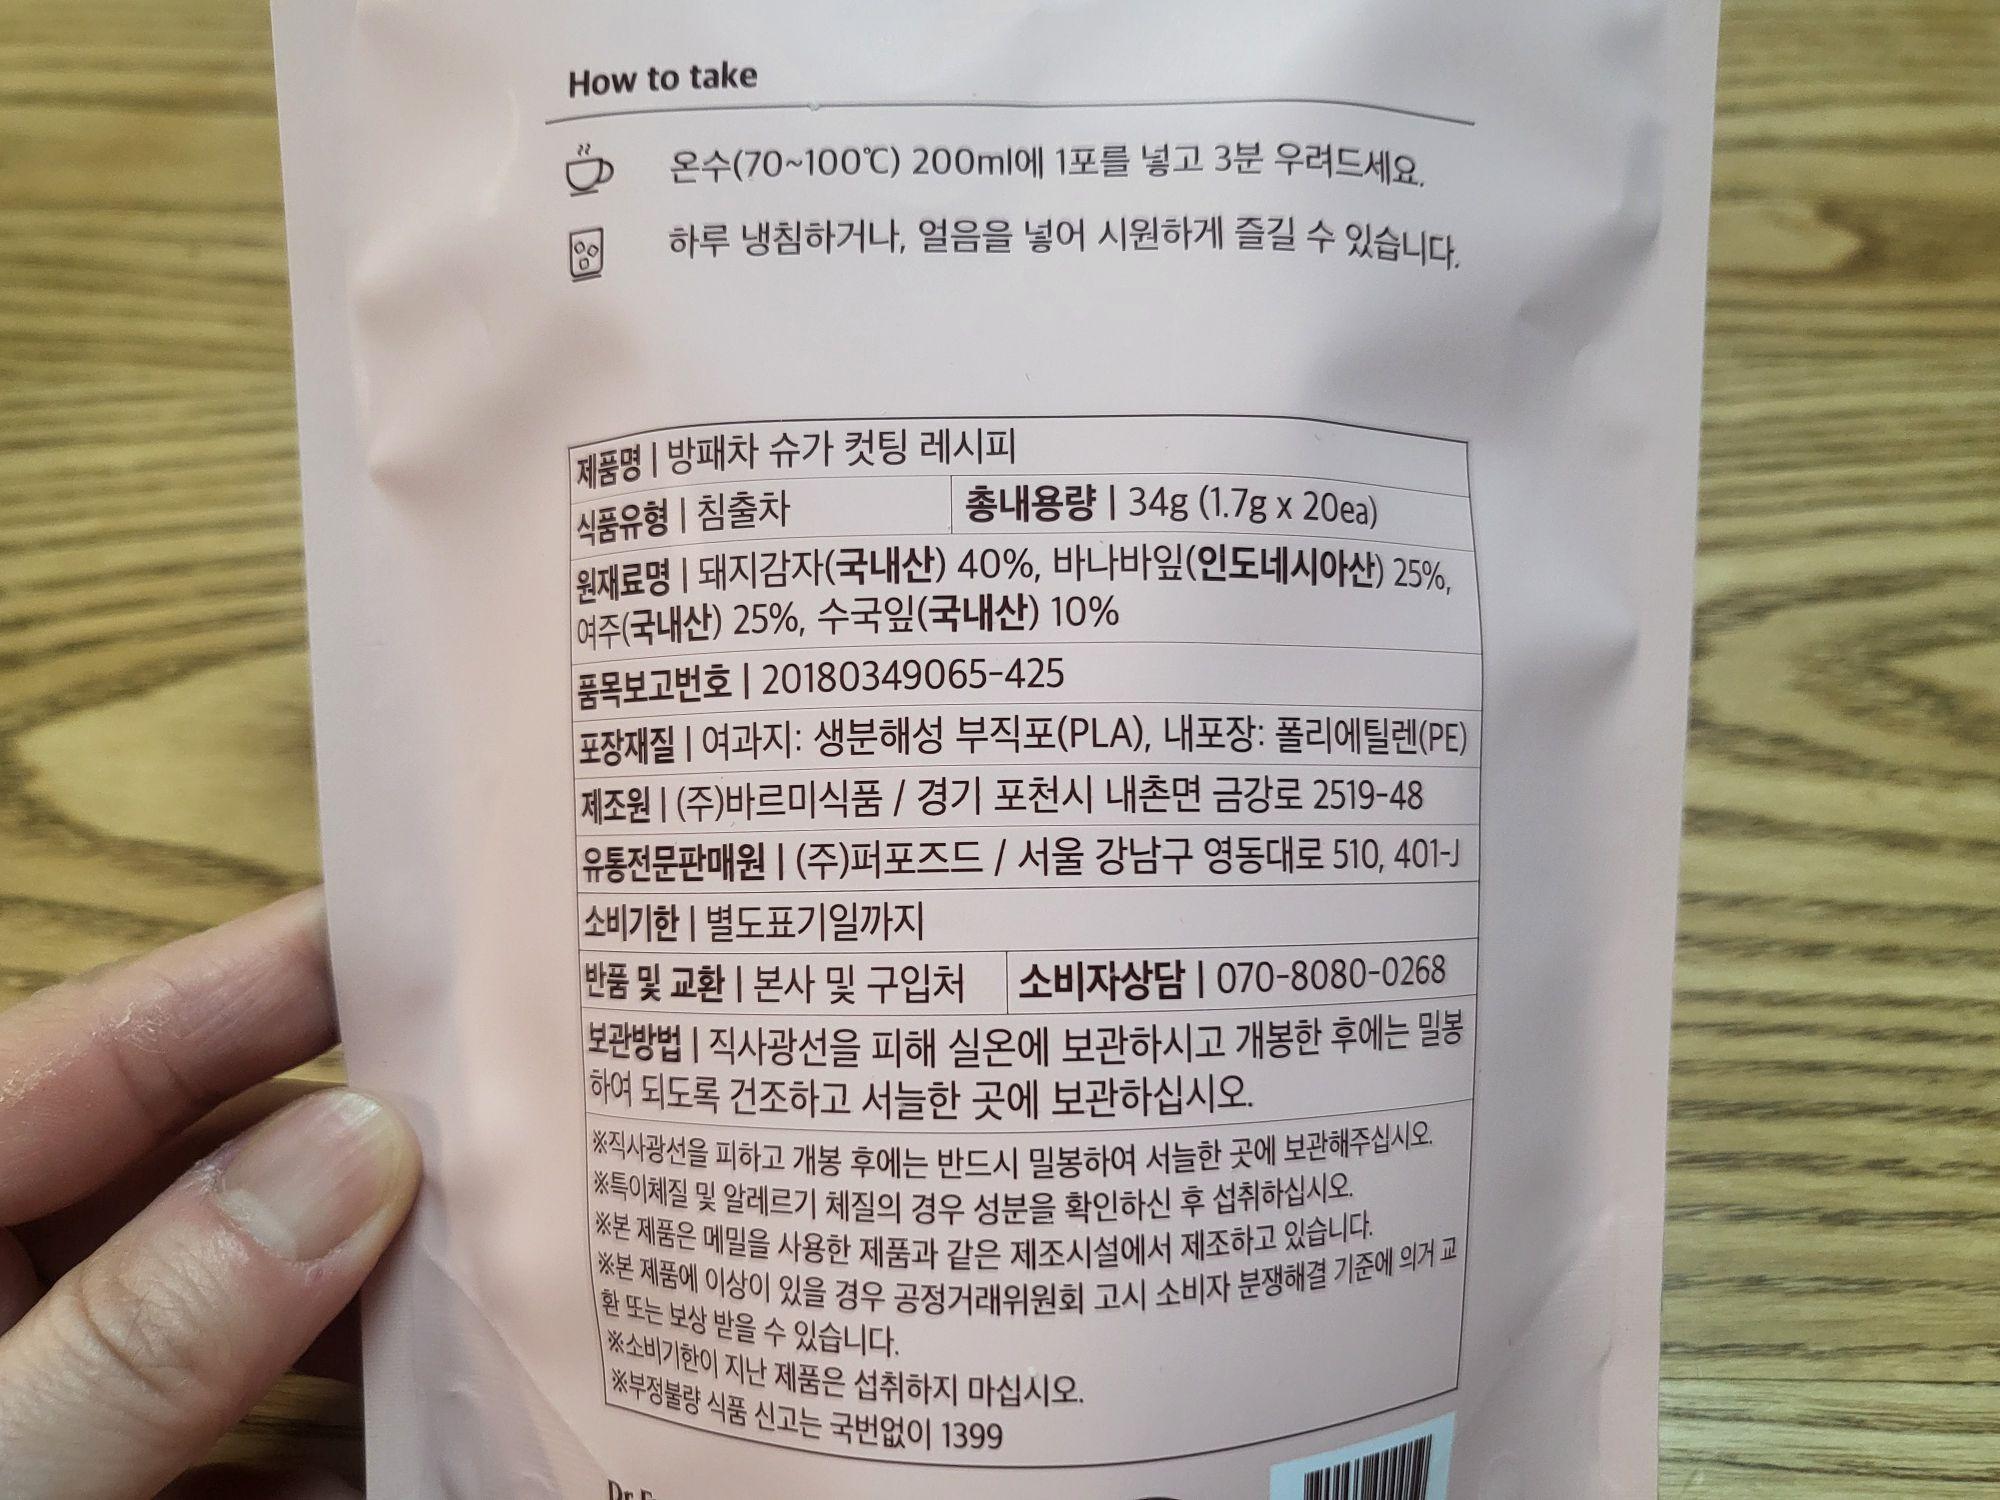 How to take
온수(70~100℃) 200ml에 1포를 넣고 3분 우려드세요.
하루 냉침하거나, 얼음을 넣어 시원하게 즐길 수 있습니다.
제품명 | 방패차 슈가 컷팅 레시피
식품유형 | 침출차 총내용량 | 34g (1.7g x 20ea)
원재료명 | 돼지감자(국내산) 40%, 바나바잎(인도네시아산) 25%,
여주(국내산) 25%, 수국잎(국내산) 10%
품목보고번호 | 20180349065-425
포장재질 | 여과지: 생분해성 부직포(PLA), 내포장: 폴리에틸렌(PE)
제조원 | (주)바르미식품 / 경기 포천시 내촌면 금강로 2519-48
유통전문판매원 | (주)퍼포즈드 / 서울 강남구 영동대로 510, 401-J
소비기한 | 별도표기일까지
반품 및 교환 | 본사 및 구입처 소비자상담 | 070-8080-0268
보관방법 | 직사광선을 피해 실온에 보관하시고 개봉한 후에는 밀봉
하여 되도록 건조하고 서늘한 곳에 보관하십시오.
※직사광선을 피하고 개봉 후에는 반드시 밀봉하여 서늘한 곳에 보관해주십시오.
※특이체질 및 알레르기 체질의 경우 성분을 확인하신 후 섭취하십시오.
※본 제품은 메밀을 사용한 제품과 같은 제조시설에서 제조하고 있습니다.
※본 제품에 이상이 있을 경우 공정거래위원회 고시 소비자 분쟁해결 기준에 의거 교
환 또는 보상 받을 수 있습니다.
※소비기한이 지난 제품은 섭취하지 마십시오.
※부정불량 식품 신고는 국번없이 1399